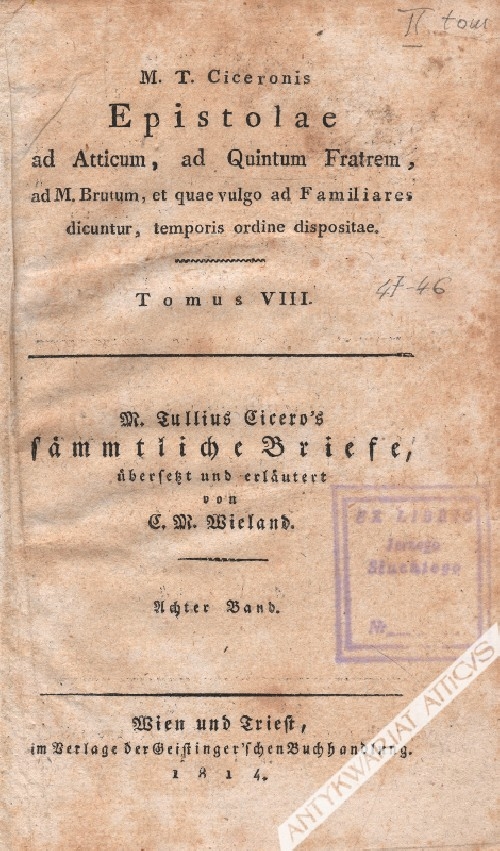 II tom
M. T. Ciceronis
Epistolae
ad Atticum, ad Quintum Fratrem,
ad M. Brutum, et quae vulgo ad Familiares
dicuntur, temporis ordine dispositae.
Tomus VIII.
47-46
M. Tullius Cicero's
sämmtliche Briefe,
übersetzt und erläutert
von
C. M. Wieland.
EX LIBRIS
Jerzego
Nr.
Achter Band.
Wien und Triest,
im Verlage der Geistinger'schen Buchhandlung.
1814.
ANTYKWARIAT ATTICVS